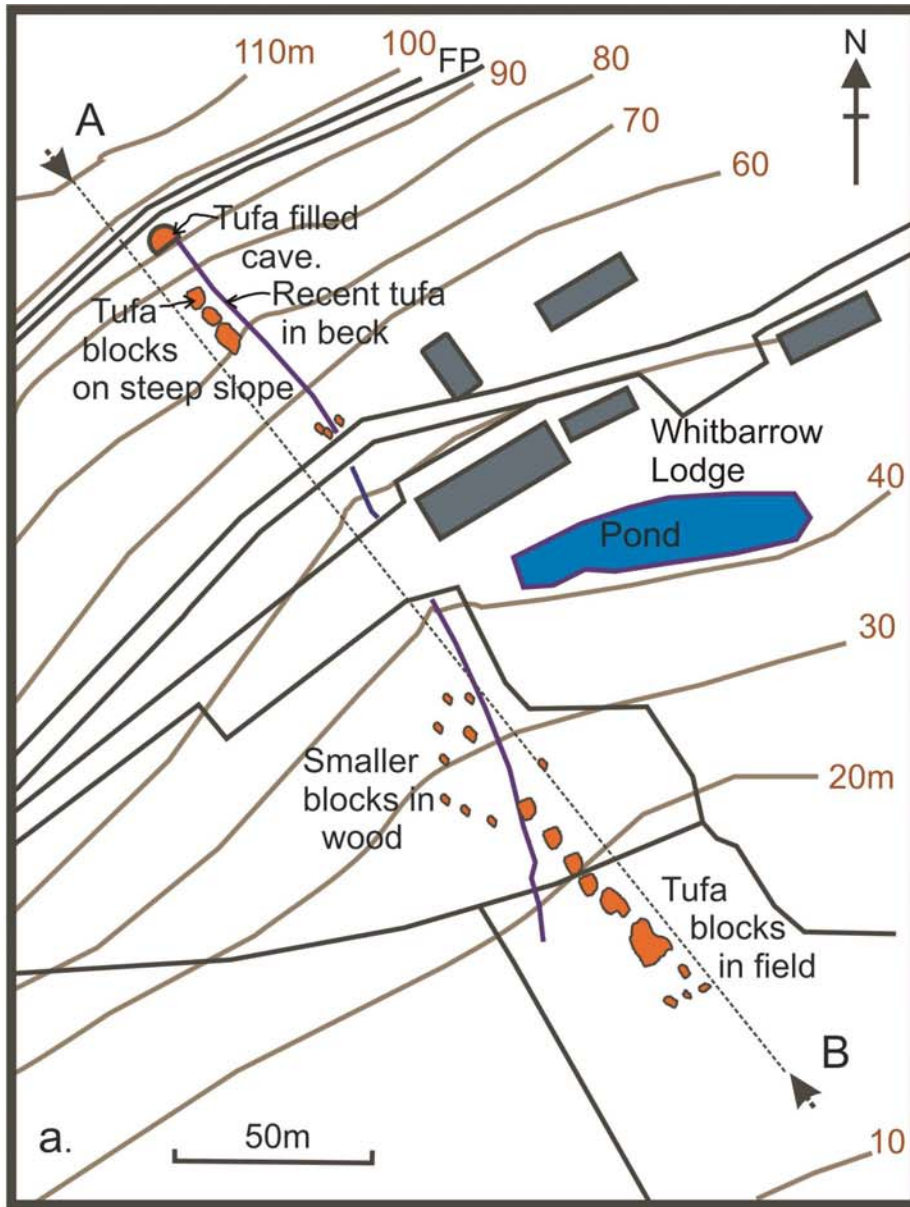 110m
100
FP
90
80
70
60
N
A
Tufa filled
cave.
Recent tufa
in beck
Tufa
blocks
on steep slope
Whitbarrow
Lodge
Pond
40
30
20m
Smaller
blocks in
wood
Tufa
blocks
in field
B
a.
50m
10